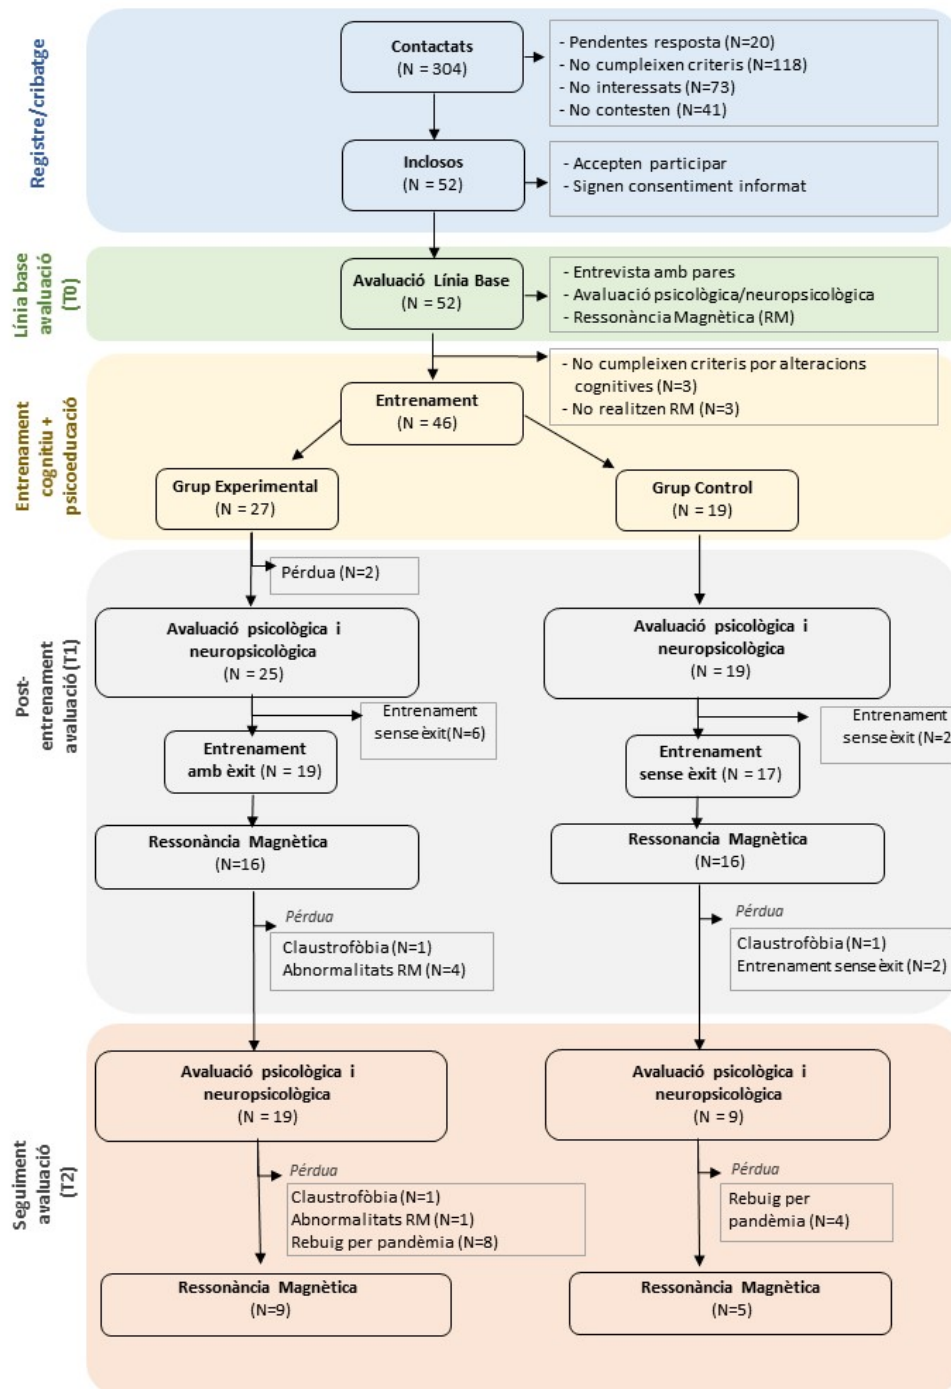 Registre/cribatge
Contactats
(N = 304)
- Pendentes resposta (N=20)
- No cumpleixen criteris (N=118)
- No interessats (N=73)
- No contesten (N=41)
Inclosos
(N = 52)
- Accepten participar
- Signen consentiment informat
Línia base
avaluació
(T0)
Avaluació Línia Base
(N = 52)
- Entrevista amb pares
- Avaluació psicològica/neuropsicològica
- Ressonància Magnètica (RM)
- No cumpleixen criteris por alteracions
cognitives (N=3)
- No realitzen RM (N=3)
Entrenament
cognitiu +
psicoeducació
Entrenament
(N = 46)
Grup Experimental
(N = 27)
Grup Control
(N = 19)
Post-
entrenament
avaluació (T1)
Pérdua (N=2)
Avaluació psicològica i
neuropsicològica
(N = 25)
Avaluació psicològica i
neuropsicològica
(N = 19)
Entrenament
sense èxit(N=6)
Entrenament
sense èxit (N=2
Entrenament
amb èxit (N = 19)
Entrenament
sense èxit (N = 17)
Ressonància Magnètica
(N=16)
Ressonancia Magnètica
(N=16)
Pérdua
Claustrofòbia (N=1)
Abnormalitats RM (N=4)
Pérdua
Claustrofòbia (N=1)
Entrenament sense èxit (N=2)
Seguiment
avaluació
(T2)
Avaluació psicològica i
neuropsicològica
(N = 19)
Avaluació psicològica i
neuropsicològica
(N = 9)
Pérdua
Claustrofòbia (N=1)
Abnormalitats RM (N=1)
Rebuig per pandèmia (N=8)
Pérdua
Rebuig per
pandèmia (N=4)
Ressonància Magnètica
(N=9)
Ressonància Magnètica
(N=5)